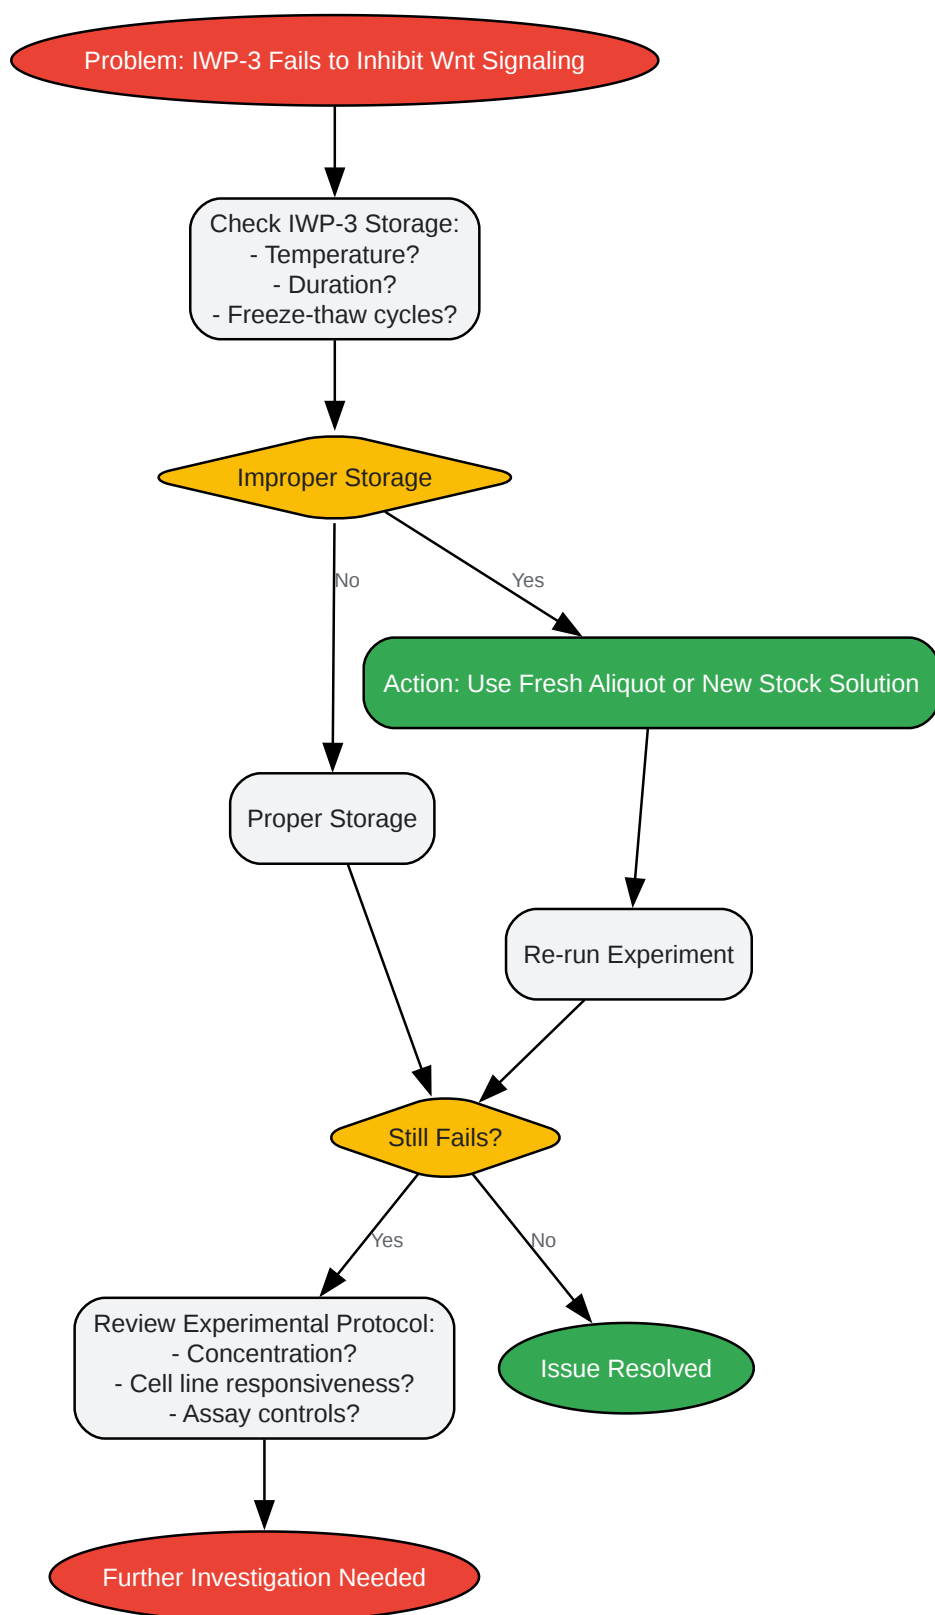 Problem: IWP-3 Fails to Inhibit Wnt Signaling
Check IWP-3 Storage:
- Temperature?
- Duration?
- Freeze-thaw cycles?
Improper Storage
No
Yes
Action: Use Fresh Aliquot or New Stock Solution
Proper Storage
Re-run Experiment
Still Fails?
Yes
No
Review Experimental Protocol:
- Concentration?
- Cell line responsiveness?
- Assay controls?
Issue Resolved
Further Investigation Needed